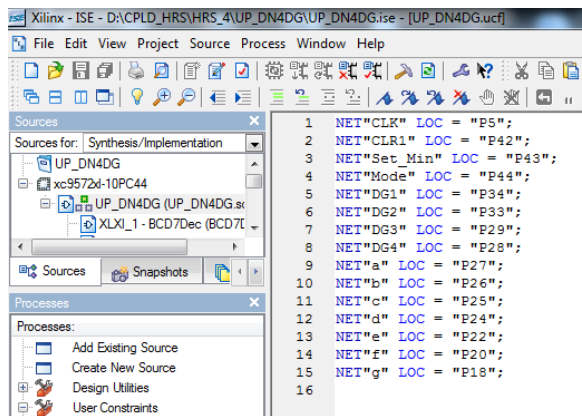 Xilinx - ISE - D:\CPLD_HRS\HRS_4\UP_DN4DG\UP_DN4DG.ise - [UP_DN4DG.ucf]
File Edit View Project Source Process Window Help
Sources
Sources for: Synthesis/Implementation
UP_DN4DG
xc9572xl-10PC44
UP_DN4DG (UP_DN4DG.sc
XLXI_1 - BCD7Dec (BCD7D
Sources Snapshots
Processes
Processes:
Add Existing Source
Create New Source
Design Utilities
User Constraints
1 NET"CLK" LOC = "P5";
2 NET"CLR1" LOC = "P42";
3 NET"Set_Min" LOC = "P43";
4 NET"Mode" LOC = "P44";
5 NET"DG1" LOC = "P34";
6 NET"DG2" LOC = "P33";
7 NET"DG3" LOC = "P29";
8 NET"DG4" LOC = "P28";
9 NET"a" LOC = "P27";
10 NET"b" LOC = "P26";
11 NET"c" LOC = "P25";
12 NET"d" LOC = "P24";
13 NET"e" LOC = "P22";
14 NET"f" LOC = "P20";
15 NET"g" LOC = "P18";
16